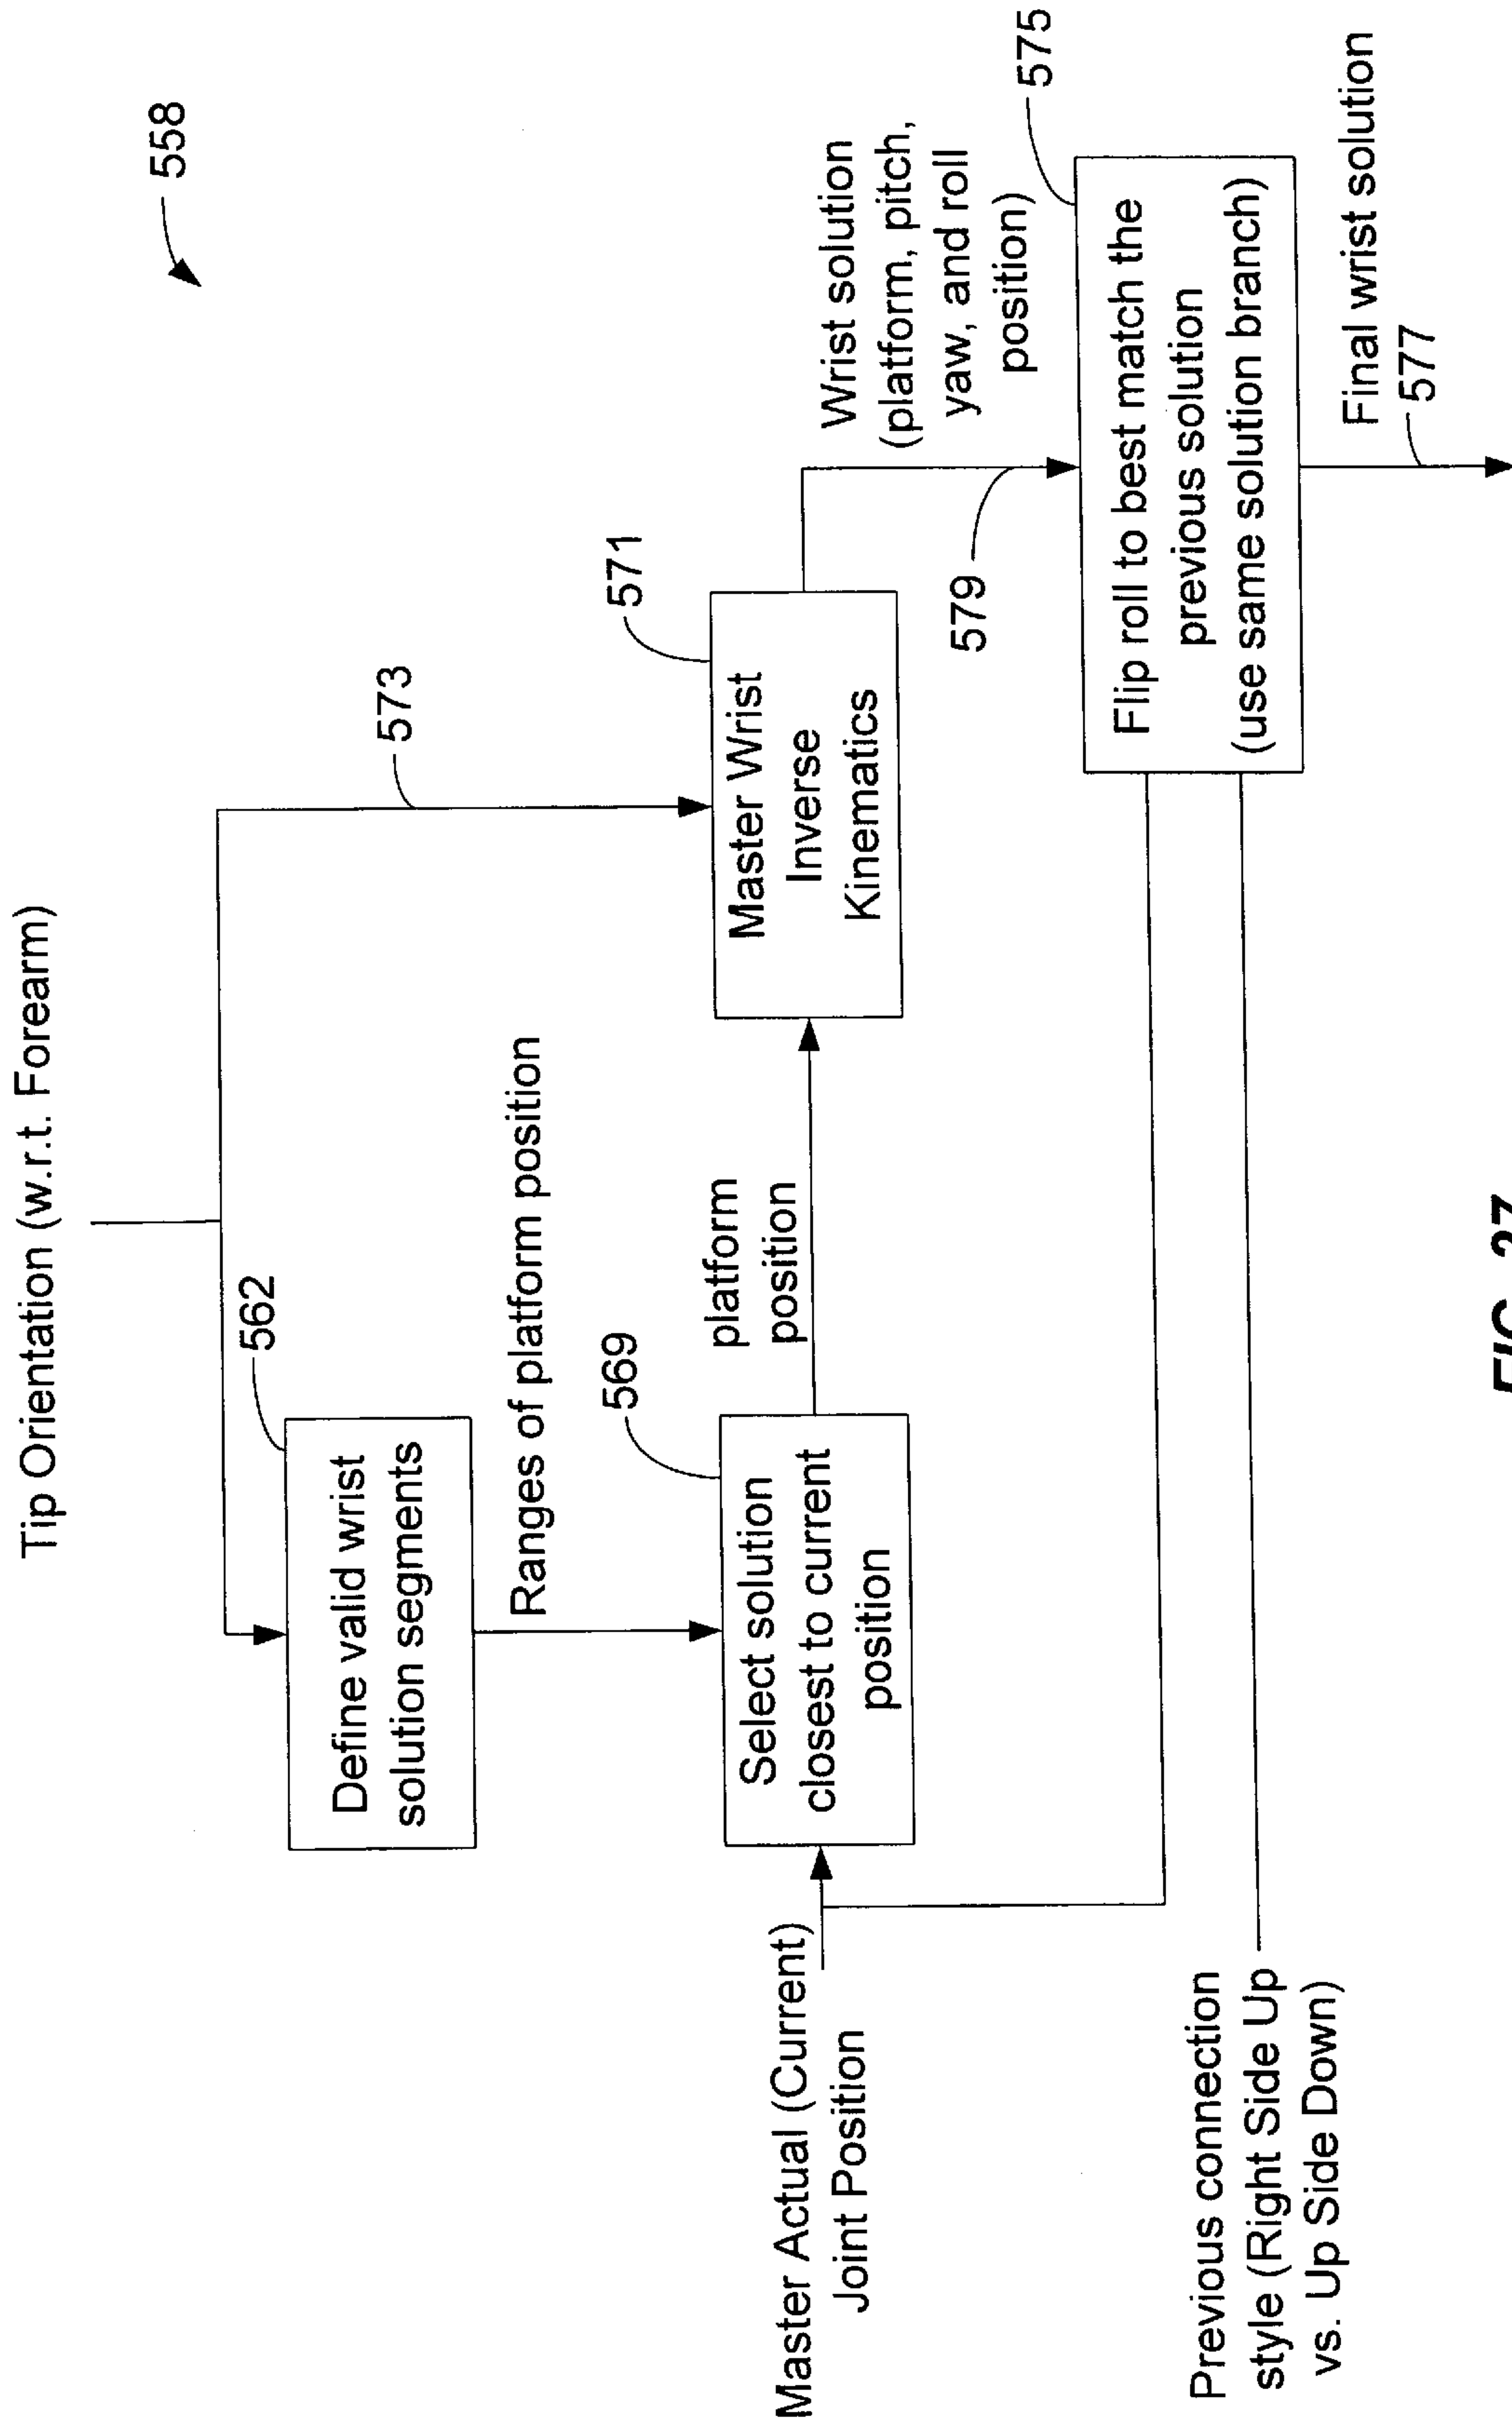 558
Tip Orientation (w.r.t. Forearm)
562
573
Define valid wrist
solution segments
Ranges of platform position
569
571
Select solution
closest to current
position
platform
position
Master Wrist
Inverse
Kinematics
Master Actual (Current)
Joint Position
Wrist solution
(platform, pitch,
yaw, and roll
position)
579
575
Flip roll to best match the
previous solution
(use same solution branch)
Previous connection
style (Right Side Up
vs. Up Side Down)
Final wrist solution
577
FIG. 27